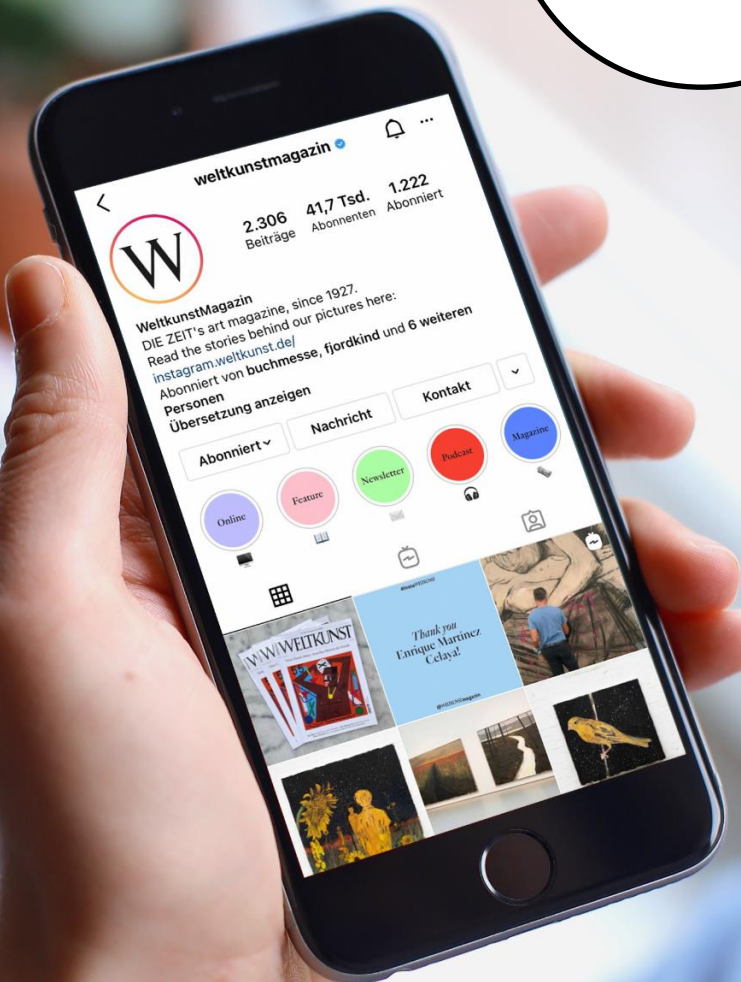 weltkunstmagazin
W
2.306 41,7 Tsd. 1.222
Beiträge Abonnenten Abonniert
WeltkunstMagazin
DIE ZEIT's art magazine, since 1927.
Read the stories behind our pictures here:
instagram.weltkunst.de/
Abonniert von buchmesse, fjordkind und 6 weiteren
Personen
Übersetzung anzeigen
Abonniert Nachricht Kontakt
Online Feature Newsletter Podcast Magazine
W W WELTKUNST
Thank you
Enrique Martínez
Celaya!